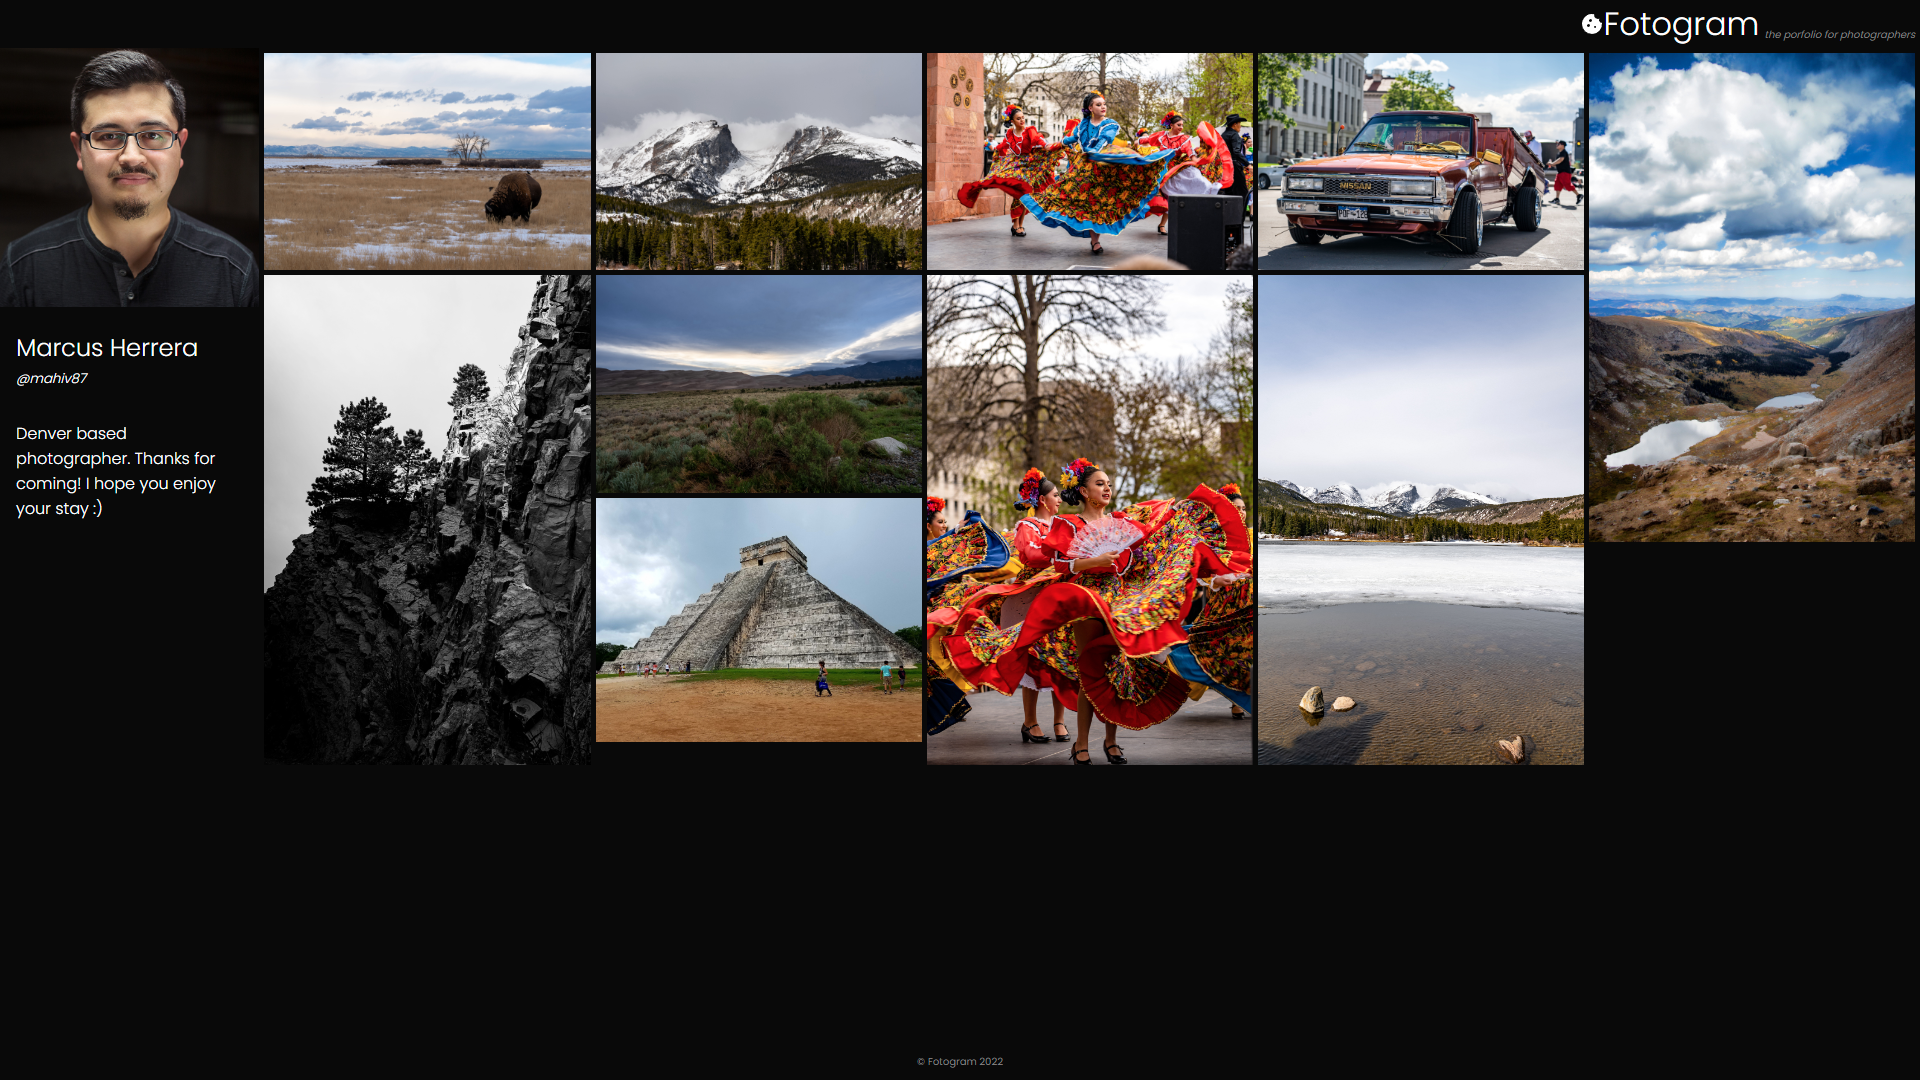 Fotogram the porfolio for photographers
Marcus Herrera
@mahiv87
Denver based
photographer. Thanks for
coming! I hope you enjoy
your stay :)
NISSAN
© Fotogram 2022